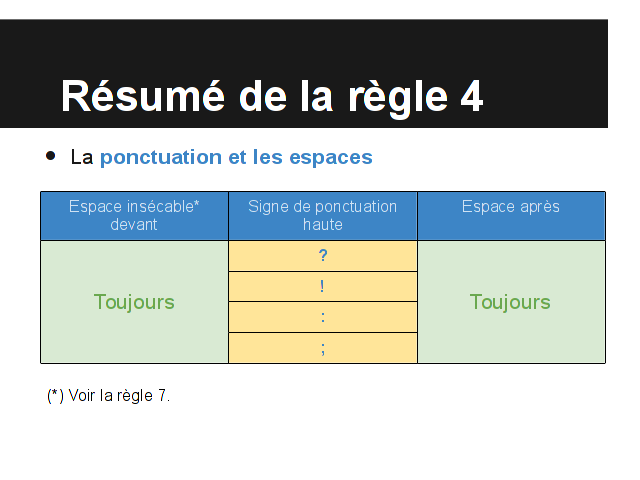 Résumé de la règle 4
• La ponctuation et les espaces
Espace insécable* devant
Signe de ponctuation haute
Espace après
Toujours
?
!
:
;
Toujours
(*) Voir la règle 7.